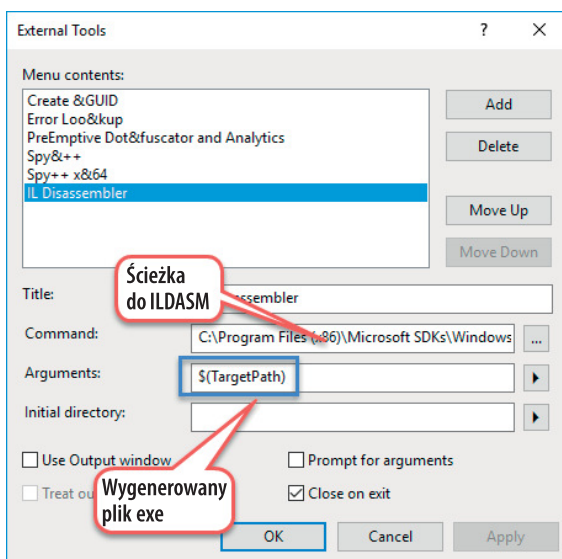 External Tools
?
Menu contents:
Create &GUID
Error Loo&kup
PreEmptive Dot&fuscator and Analytics
Spy&++
Spy++ x&64
IL Disassembler
Add
Delete
Move Up
Move Down
Ścieżka
do ILDASM
Title:
Command:
C:\Program Files (x86)\Microsoft SDKs\Windows
...
Arguments:
$(TargetPath)
Initial directory:
Use Output window
Prompt for arguments
Treat
Close on exit
Wygenerowany
plik exe
OK
Cancel
Apply